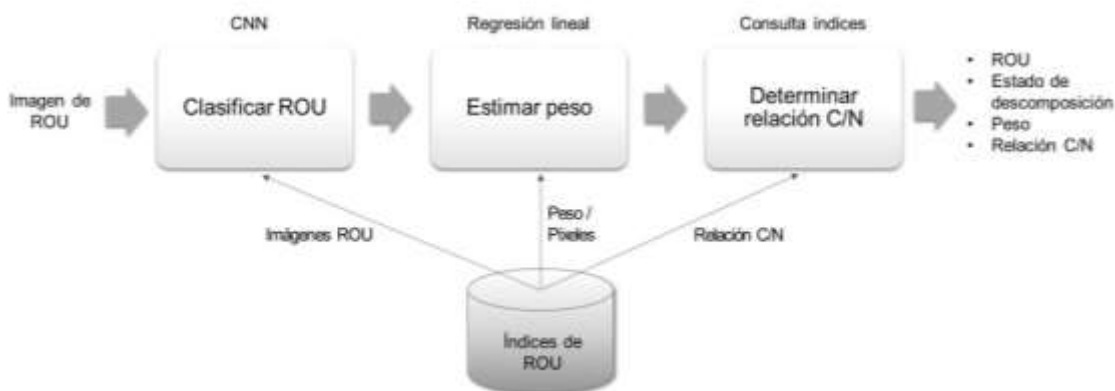 CNN
Regresión lineal
Consulta índices
Imagen de
ROU
Clasificar ROU
Estimar peso
Determinar
relación C/N
• ROU
• Estado de
descomposición
• Peso
• Relación C/N
Imágenes ROU
Peso /
Píxeles
Relación C/N
Índices de
ROU